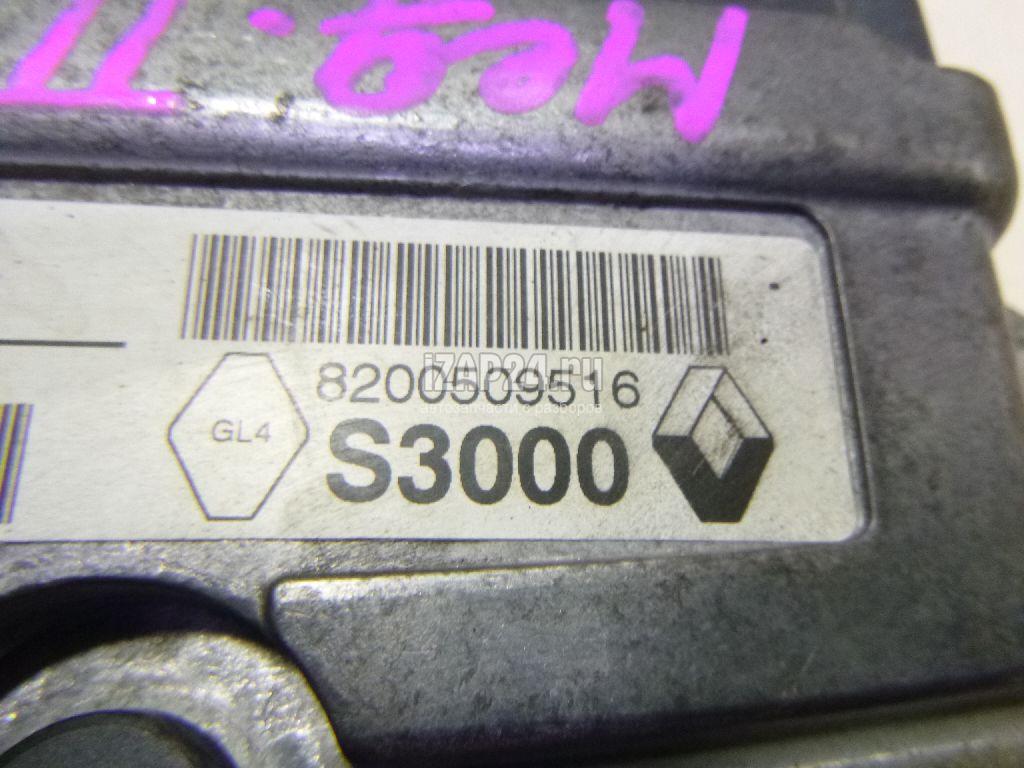 Meg. II
8200509516
iZAP24.ru
автозапчасти с разборов
GL4
S3000